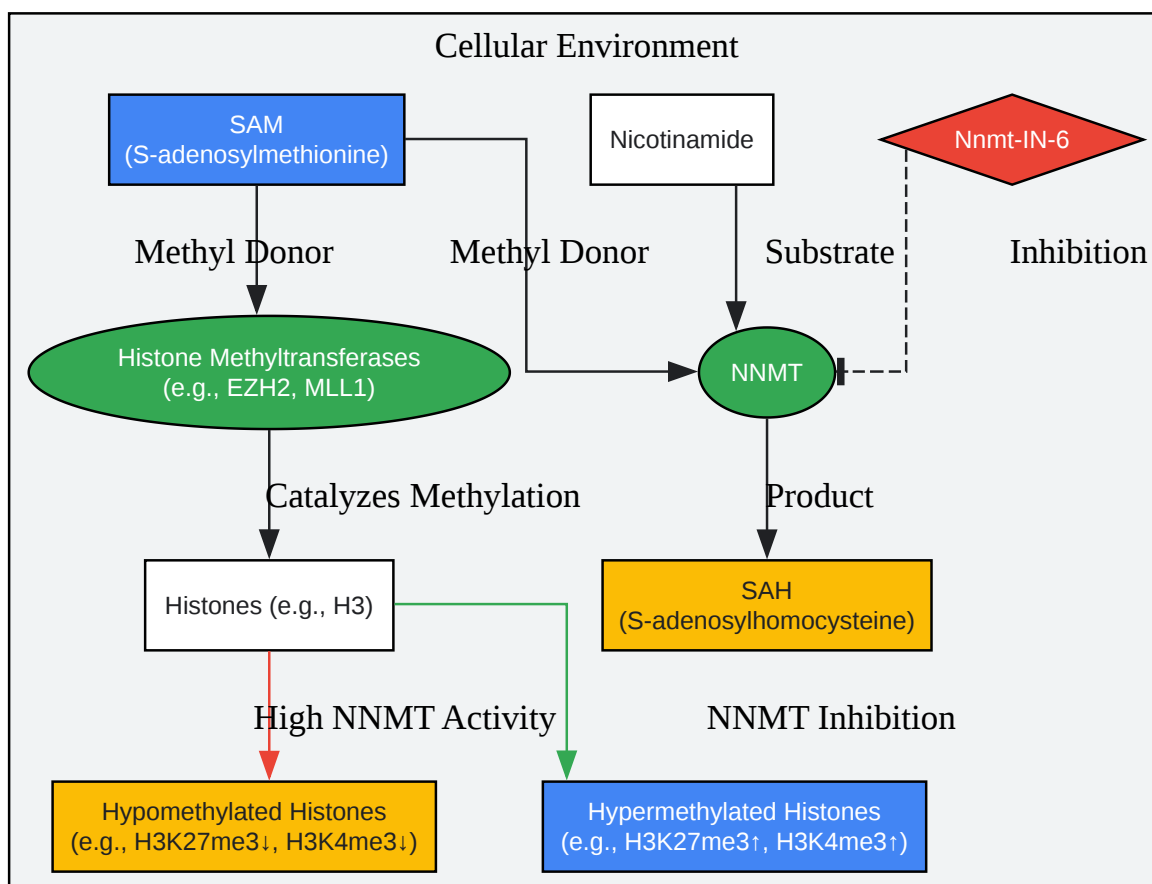 Cellular Environment
SAM
(S-adenosylmethionine)
Nicotinamide
Nnmt-IN-6
Methyl Donor
Methyl Donor
Substrate
Inhibition
Histone Methyltransferases
(e.g., EZH2, MLL1)
NNMT
Catalyzes Methylation
Product
Histones (e.g., H3)
SAH
(S-adenosylhomocysteine)
High NNMT Activity
NNMT Inhibition
Hypomethylated Histones
(e.g., H3K27me3↓, H3K4me3↓)
Hypermethylated Histones
(e.g., H3K27me3↑, H3K4me3↑)